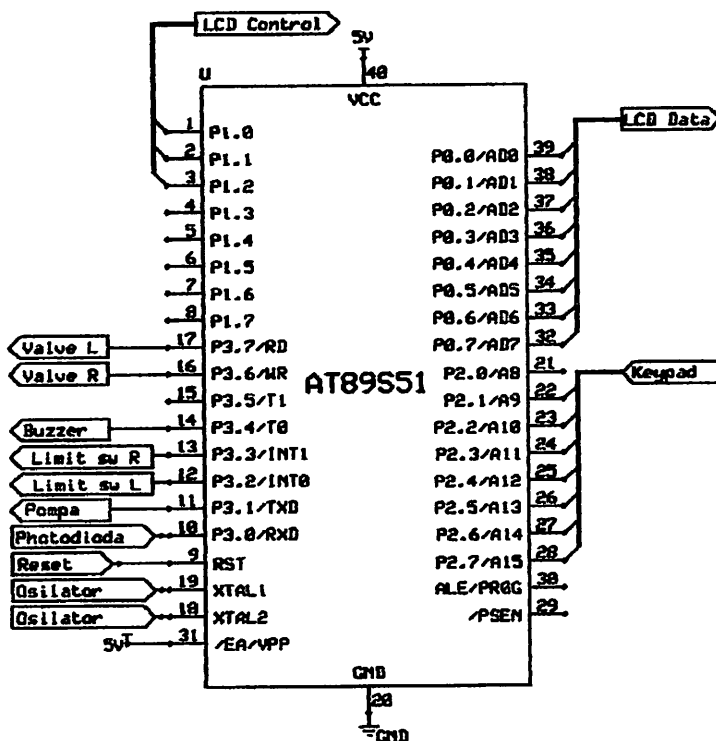 LCD Control
5V
U
40
VCC
LCD Data
1 P1.0
2 P1.1
3 P1.2
4 P1.3
5 P1.4
6 P1.5
7 P1.6
8 P1.7
Valve L 17 P3.7/RD
Valve R 16 P3.6/WR
15 P3.5/T1
Buzzer 14 P3.4/T0
Limit sw R 13 P3.3/INT1
Limit sw L 12 P3.2/INT0
Pompa 11 P3.1/TXD
Photodioda 10 P3.0/RXD
Reset 9 RST
Osilator 19 XTAL1
Osilator 18 XTAL2
5V 31 /EA/VPP
AT89S51
P0.0/AD0 39
P0.1/AD1 38
P0.2/AD2 37
P0.3/AD3 36
P0.4/AD4 35
P0.5/AD5 34
P0.6/AD6 33
P0.7/AD7 32
P2.0/A8 21
P2.1/A9 22
Keypad
P2.2/A10 23
P2.3/A11 24
P2.4/A12 25
P2.5/A13 26
P2.6/A14 27
P2.7/A15 28
ALE/PROG 30
/PSEN 29
GND
20
GND